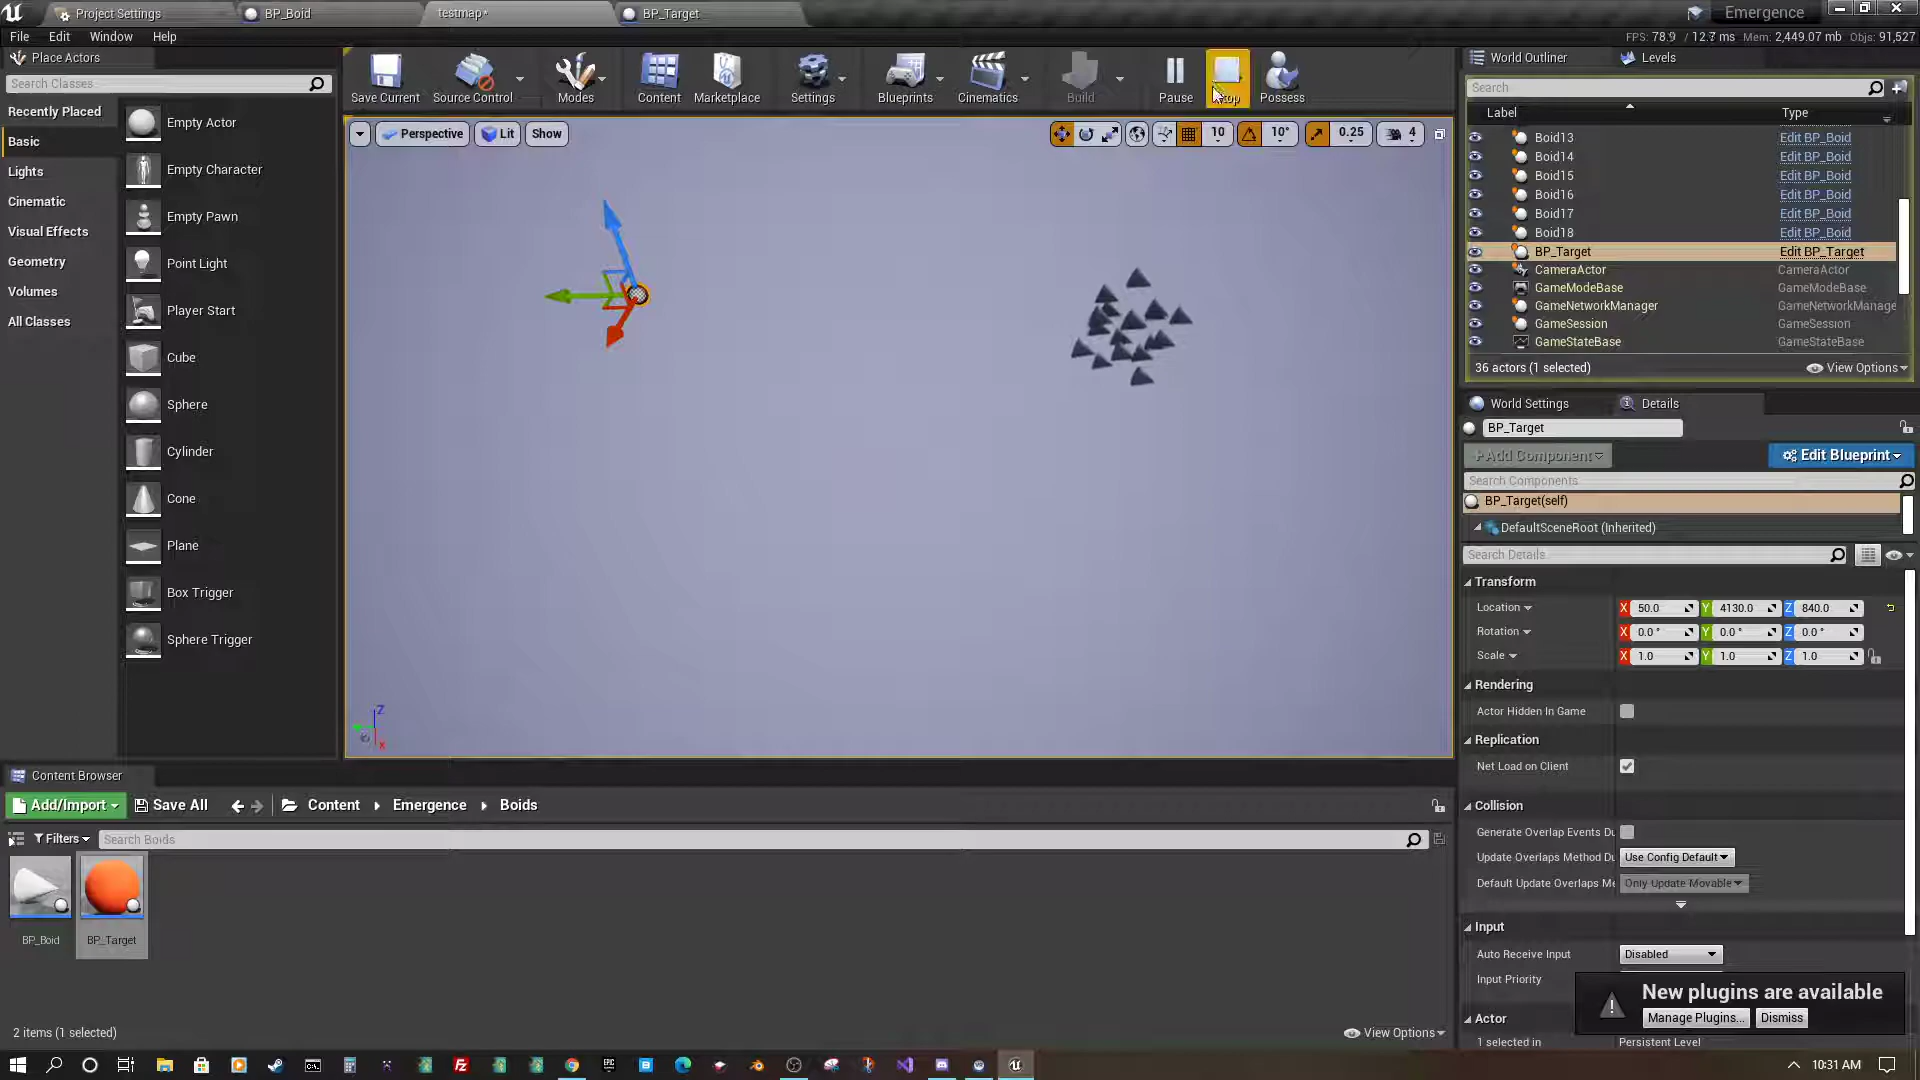 Project Settings
BP_Boid
testmap*
BP_Target
Emergence
File
Edit
Window
Help
FPS: 78.9 / 12.7 ms Mem: 2,449.07 mb Objs: 91,527
Place Actors
Search Classes
Recently Placed
Basic
Lights
Cinematic
Visual Effects
Geometry
Volumes
All Classes
Empty Actor
Empty Character
Empty Pawn
Point Light
Player Start
Cube
Sphere
Cylinder
Cone
Plane
Box Trigger
Sphere Trigger
Save Current
Source Control
Modes
Content
Marketplace
Settings
Blueprints
Cinematics
Build
Pause
Possess
Perspective
Lit
Show
10
10°
0.25
4
Z
X
World Outliner
Levels
Search
Label
Type
Boid13 Edit BP_Boid
Boid14 Edit BP_Boid
Boid15 Edit BP_Boid
Boid16 Edit BP_Boid
Boid17 Edit BP_Boid
Boid18 Edit BP_Boid
BP_Target Edit BP_Target
CameraActor CameraActor
GameModeBase GameModeBase
GameNetworkManager GameNetworkManage
GameSession GameSession
GameStateBase GameStateBase
36 actors (1 selected)
View Options
World Settings
Details
BP_Target
+Add Component
Edit Blueprint
Search Components
BP_Target(self)
DefaultSceneRoot (Inherited)
Search Details
Transform
Location X 50.0 Y 4130.0 Z 840.0
Rotation X 0.0 ° Y 0.0 ° Z 0.0 °
Scale X 1.0 Y 1.0 Z 1.0
Rendering
Actor Hidden In Game
Replication
Net Load on Client
Collision
Generate Overlap Events Du
Update Overlaps Method Du Use Config Default
Default Update Overlaps Me Only Update Movable
Input
Auto Receive Input Disabled
Input Priority
Actor
1 selected in Persistent Level
New plugins are available
Manage Plugins...
Dismiss
Content Browser
Add/Import
Save All
Content
Emergence
Boids
Filters
Search Boids
BP_Boid
BP_Target
2 items (1 selected)
View Options
10:31 AM